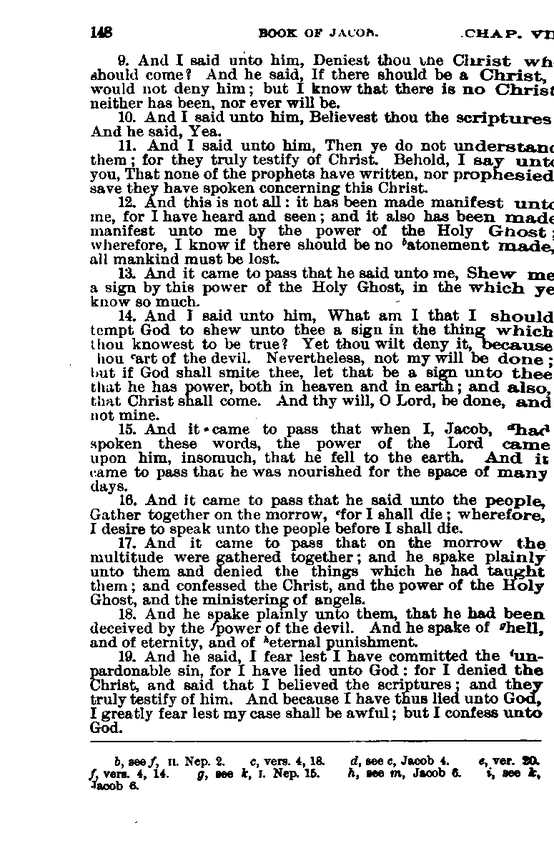 148 BOOK OF JACOB. CHAP. VII
9. And I said unto him, Deniest thou the Christ wh
should come? And he said, If there should be a Christ,
would not deny him; but I know that there is no Christ
neither has been, nor ever will be.
10. And I said unto him, Believest thou the scriptures
And he said, Yea.
11. And I said unto him, Then ye do not understand
them; for they truly testify of Christ. Behold, I say unto
you, That none of the prophets have written, nor prophesied
save they have spoken concerning this Christ.
12. And this is not all: it has been made manifest unto
me, for I have heard and seen; and it also has been made
manifest unto me by the power of the Holy Ghost;
wherefore, I know if there should be no ᵇatonement made,
all mankind must be lost.
13. And it came to pass that he said unto me, Shew me
a sign by this power of the Holy Ghost, in the which ye
know so much.
14. And I said unto him, What am I that I should
tempt God to shew unto thee a sign in the thing which
thou knowest to be true? Yet thou wilt deny it, because
hou ᶜart of the devil. Nevertheless, not my will be done;
but if God shall smite thee, let that be a sign unto thee
that he has power, both in heaven and in earth; and also,
that Christ shall come. And thy will, O Lord, be done, and
not mine.
15. And it came to pass that when I, Jacob, ᵈhad
spoken these words, the power of the Lord came
upon him, insomuch, that he fell to the earth. And it
came to pass that he was nourished for the space of many
days.
16. And it came to pass that he said unto the people,
Gather together on the morrow, ᵉfor I shall die; wherefore,
I desire to speak unto the people before I shall die.
17. And it came to pass that on the morrow the
multitude were gathered together; and he spake plainly
unto them and denied the things which he had taught
them; and confessed the Christ, and the power of the Holy
Ghost, and the ministering of angels.
18. And he spake plainly unto them, that he had been
deceived by the ᶠpower of the devil. And he spake of ᵍhell,
and of eternity, and of ʰeternal punishment.
19. And he said, I fear lest I have committed the ⁱun-
pardonable sin, for I have lied unto God; for I denied the
Christ, and said that I believed the scriptures; and they
truly testify of him. And because I have thus lied unto God,
I greatly fear lest my case shall be awful; but I confess unto
God.
b, see f, II. Nep. 2. c, vers. 4, 18. d, see c, Jacob 4. e, ver. 20.
f, vers. 4, 14. g, see k, I. Nep. 15. h, see m, Jacob 6. i, see k,
Jacob 6.